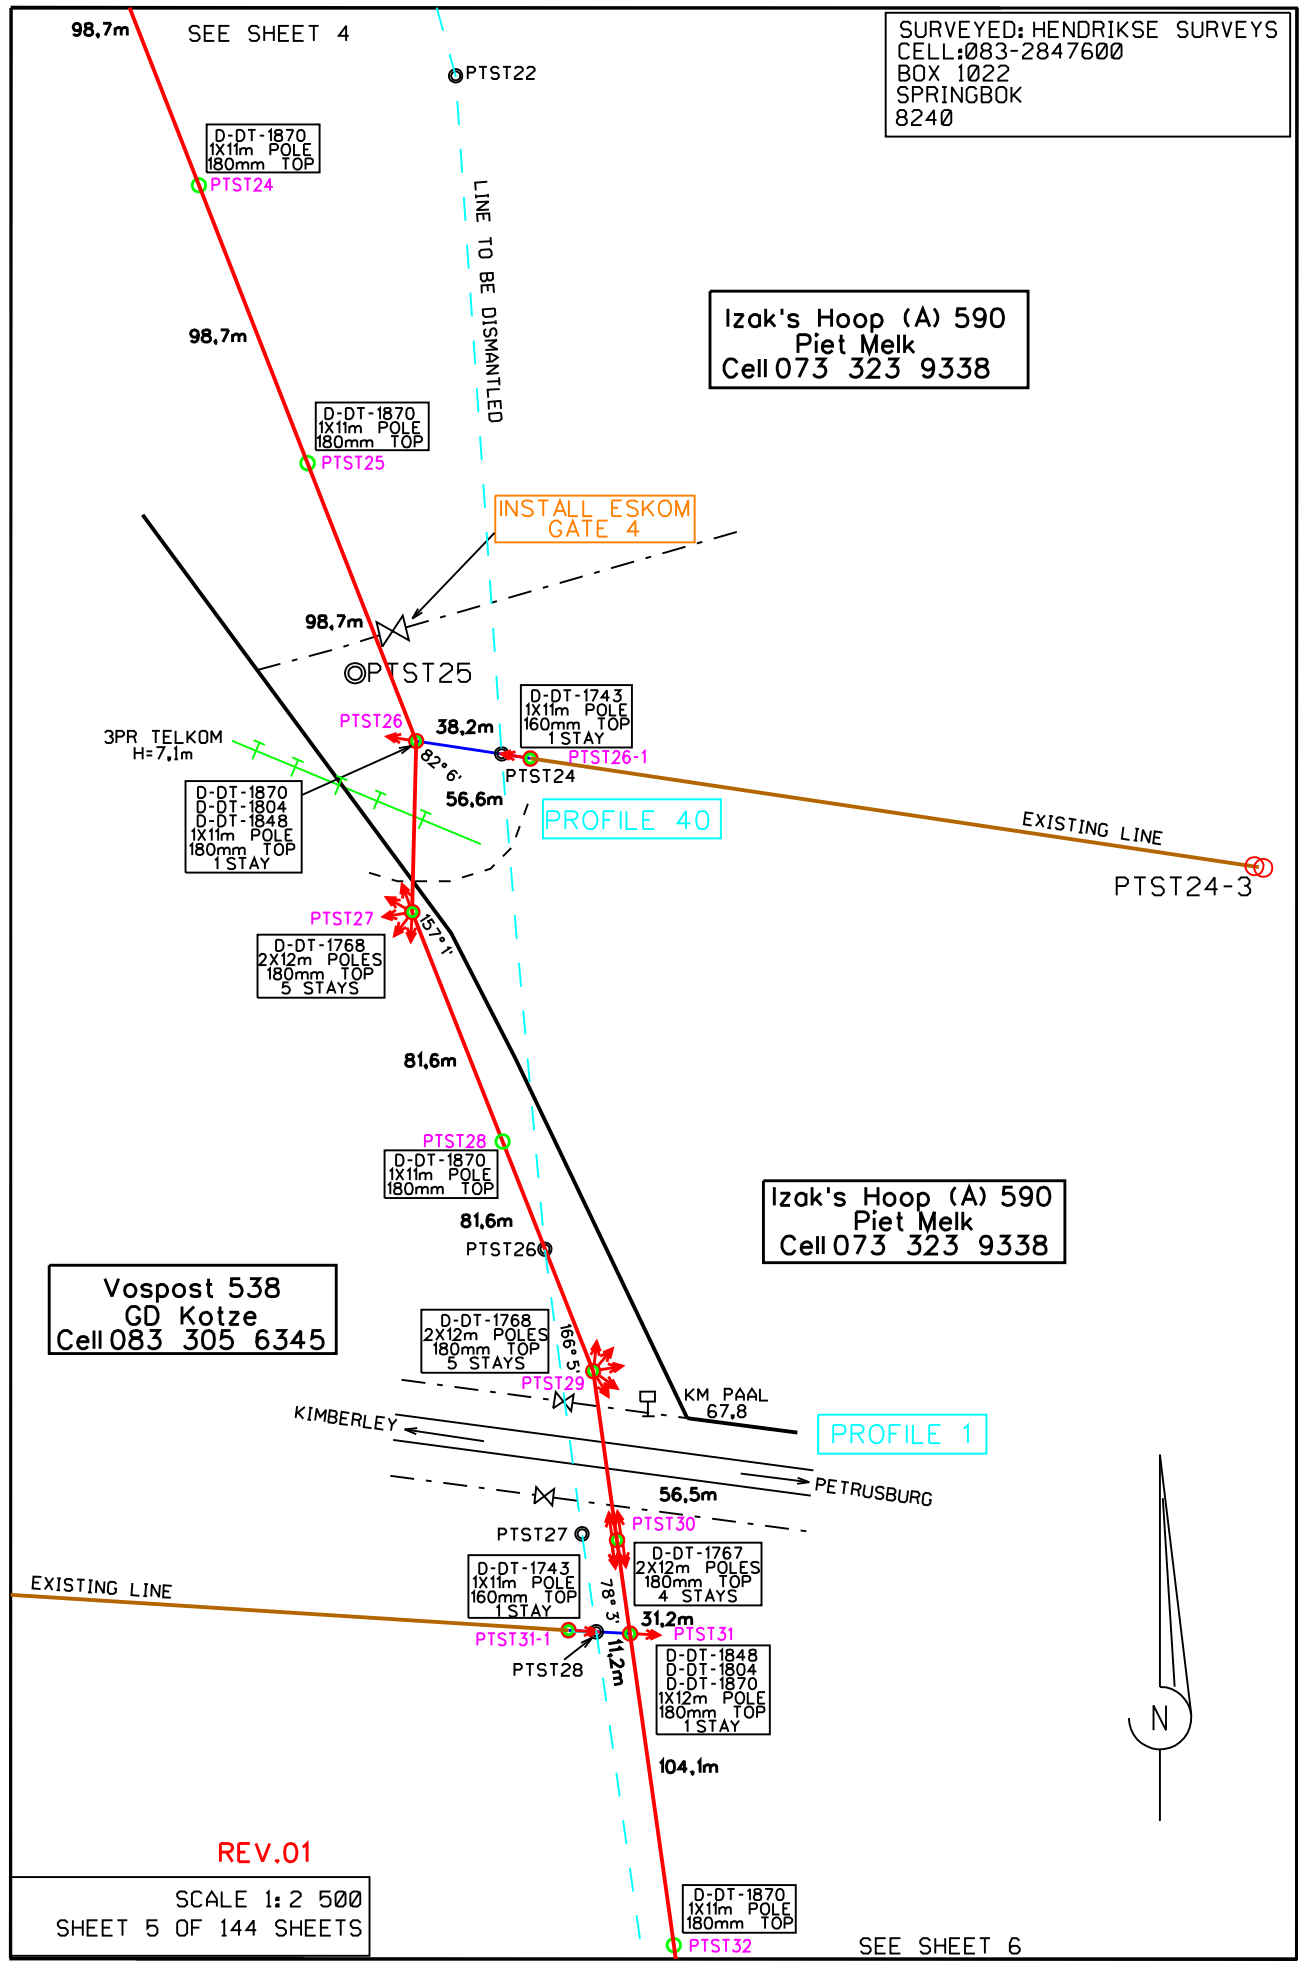 98,7m
SEE SHEET 4
SURVEYED: HENDRIKSE SURVEYS
CELL:083-2847600
BOX 1022
SPRINGBOK
8240
PTST22
D-DT-1870
1X11m POLE
180mm TOP
PTST24
LINE TO BE DISMANTLED
98,7m
Izak's Hoop (A) 590
Piet Melk
Cell 073 323 9338
D-DT-1870
1X11m POLE
180mm TOP
PTST25
INSTALL ESKOM
GATE 4
98,7m
PTST25
D-DT-1743
1X11m POLE
160mm TOP
1 STAY
PTST26
38,2m
3PR TELKOM
H=7,1m
PTST26-1
PTST24
82° 6'
56,6m
D-DT-1870
D-DT-1804
D-DT-1848
1X11m POLE
180mm TOP
1 STAY
PROFILE 40
EXISTING LINE
PTST24-3
PTST27
157° 1'
D-DT-1768
2X12m POLES
180mm TOP
5 STAYS
81,6m
PTST28
D-DT-1870
1X11m POLE
180mm TOP
81,6m
PTST26
Izak's Hoop (A) 590
Piet Melk
Cell 073 323 9338
Vospost 538
GD Kotze
Cell 083 305 6345
D-DT-1768
2X12m POLES
180mm TOP
5 STAYS
166° 5'
PTST29
KM PAAL
67,8
KIMBERLEY
PROFILE 1
PETRUSBURG
56,5m
PTST30
PTST27
D-DT-1767
2X12m POLES
180mm TOP
4 STAYS
D-DT-1743
1X11m POLE
160mm TOP
1 STAY
78° 3'
EXISTING LINE
31,2m
PTST31-1
PTST31
11,2m
PTST28
D-DT-1848
D-DT-1804
D-DT-1870
1X12m POLE
180mm TOP
1 STAY
N
104,1m
REV.01
SCALE 1:2 500
SHEET 5 OF 144 SHEETS
D-DT-1870
1X11m POLE
180mm TOP
PTST32
SEE SHEET 6